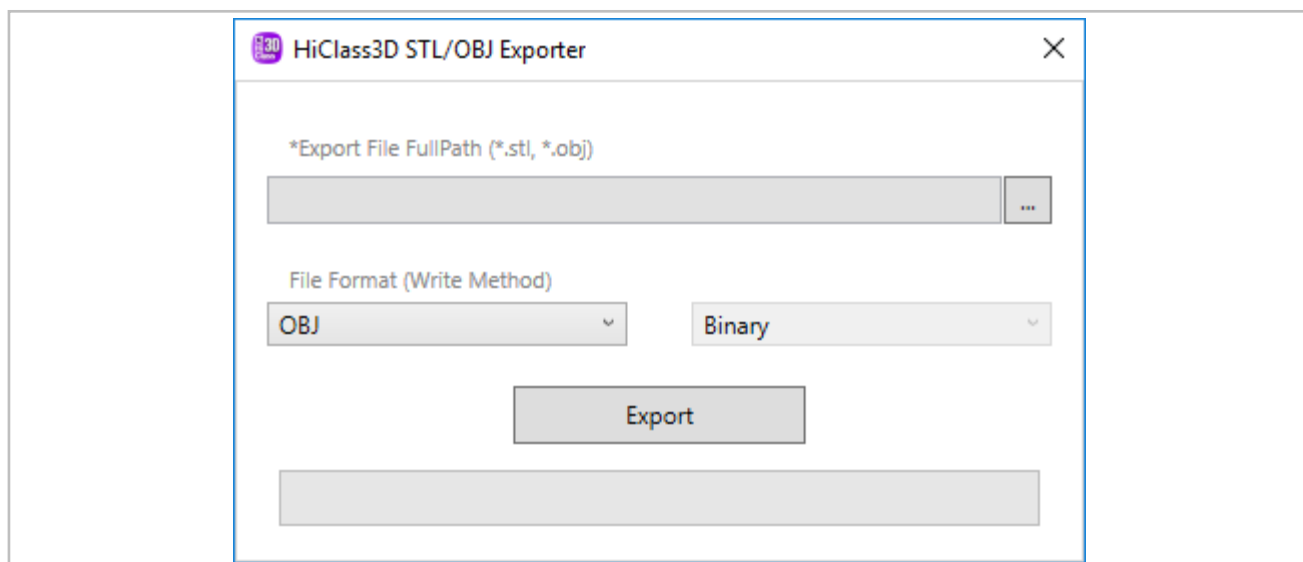 HiClass3D STL/OBJ Exporter
*Export File FullPath (*.stl, *.obj)
...
File Format (Write Method)
OBJ Binary
Export